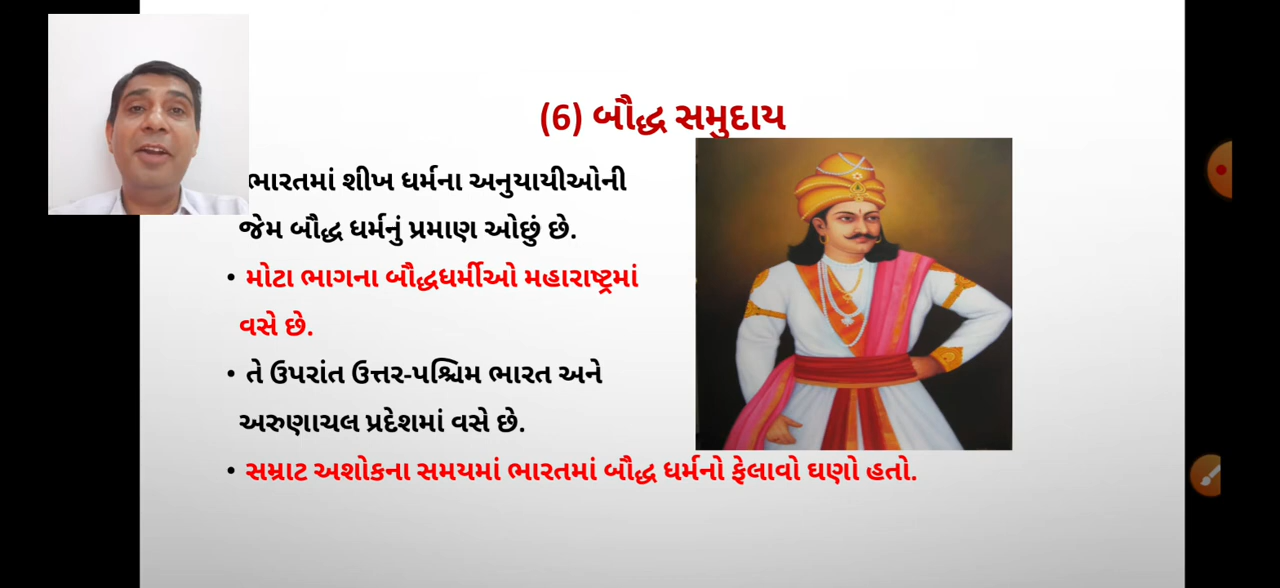 (6) બૌદ્ધ સમુદાય
ભારતમાં શીખ ધર્મના અનુયાયીઓની
જેમ બૌદ્ધ ધર્મનું પ્રમાણ ઓછું છે.
• મોટા ભાગના બૌદ્ધધર્મીઓ મહારાષ્ટ્રમાં
વસે છે.
• તે ઉપરાંત ઉત્તર-પશ્ચિમ ભારત અને
અરુણાચલ પ્રદેશમાં વસે છે.
• સમ્રાટ અશોકના સમયમાં ભારતમાં બૌદ્ધ ધર્મનો ફેલાવો ઘણો હતો.